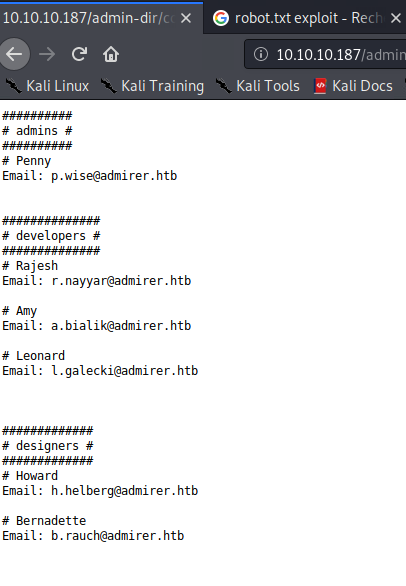 10.10.10.187/admin-dir/co
robot.txt exploit - Rech
10.10.10.187/admin
Kali Linux
Kali Training
Kali Tools
Kali Docs
##########
# admins #
##########
# Penny
Email: p.wise@admirer.htb
##############
# developers #
##############
# Rajesh
Email: r.nayyar@admirer.htb
# Amy
Email: a.bialik@admirer.htb
# Leonard
Email: l.galecki@admirer.htb
#############
# designers #
#############
# Howard
Email: h.helberg@admirer.htb
# Bernadette
Email: b.rauch@admirer.htb